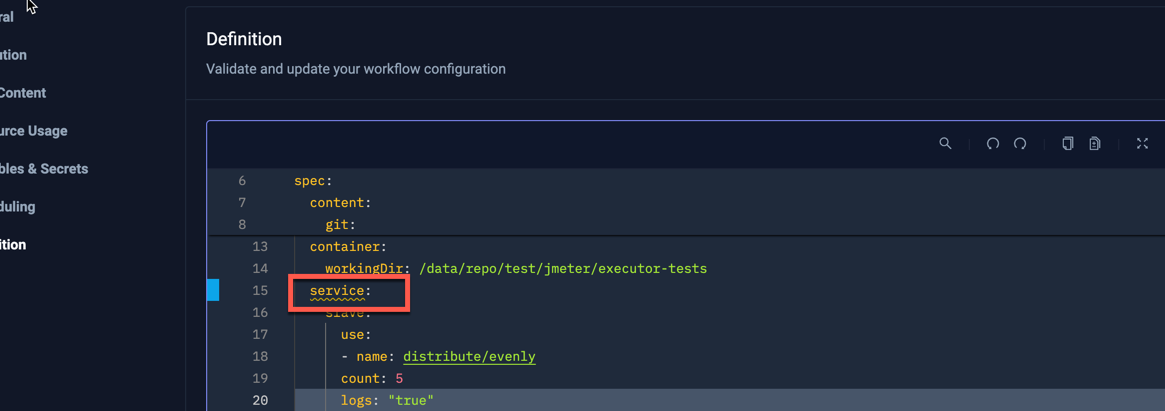 ral
Definition
ution
Validate and update your workflow configuration
Content
urce Usage
bles & Secrets
duling
ition
6 spec:
7 content:
8 git:
13 container:
14 workingDir: /data/repo/test/jmeter/executor-tests
15 service:
16 slave:
17 use:
18 - name: distribute/evenly
19 count: 5
20 logs: "true"